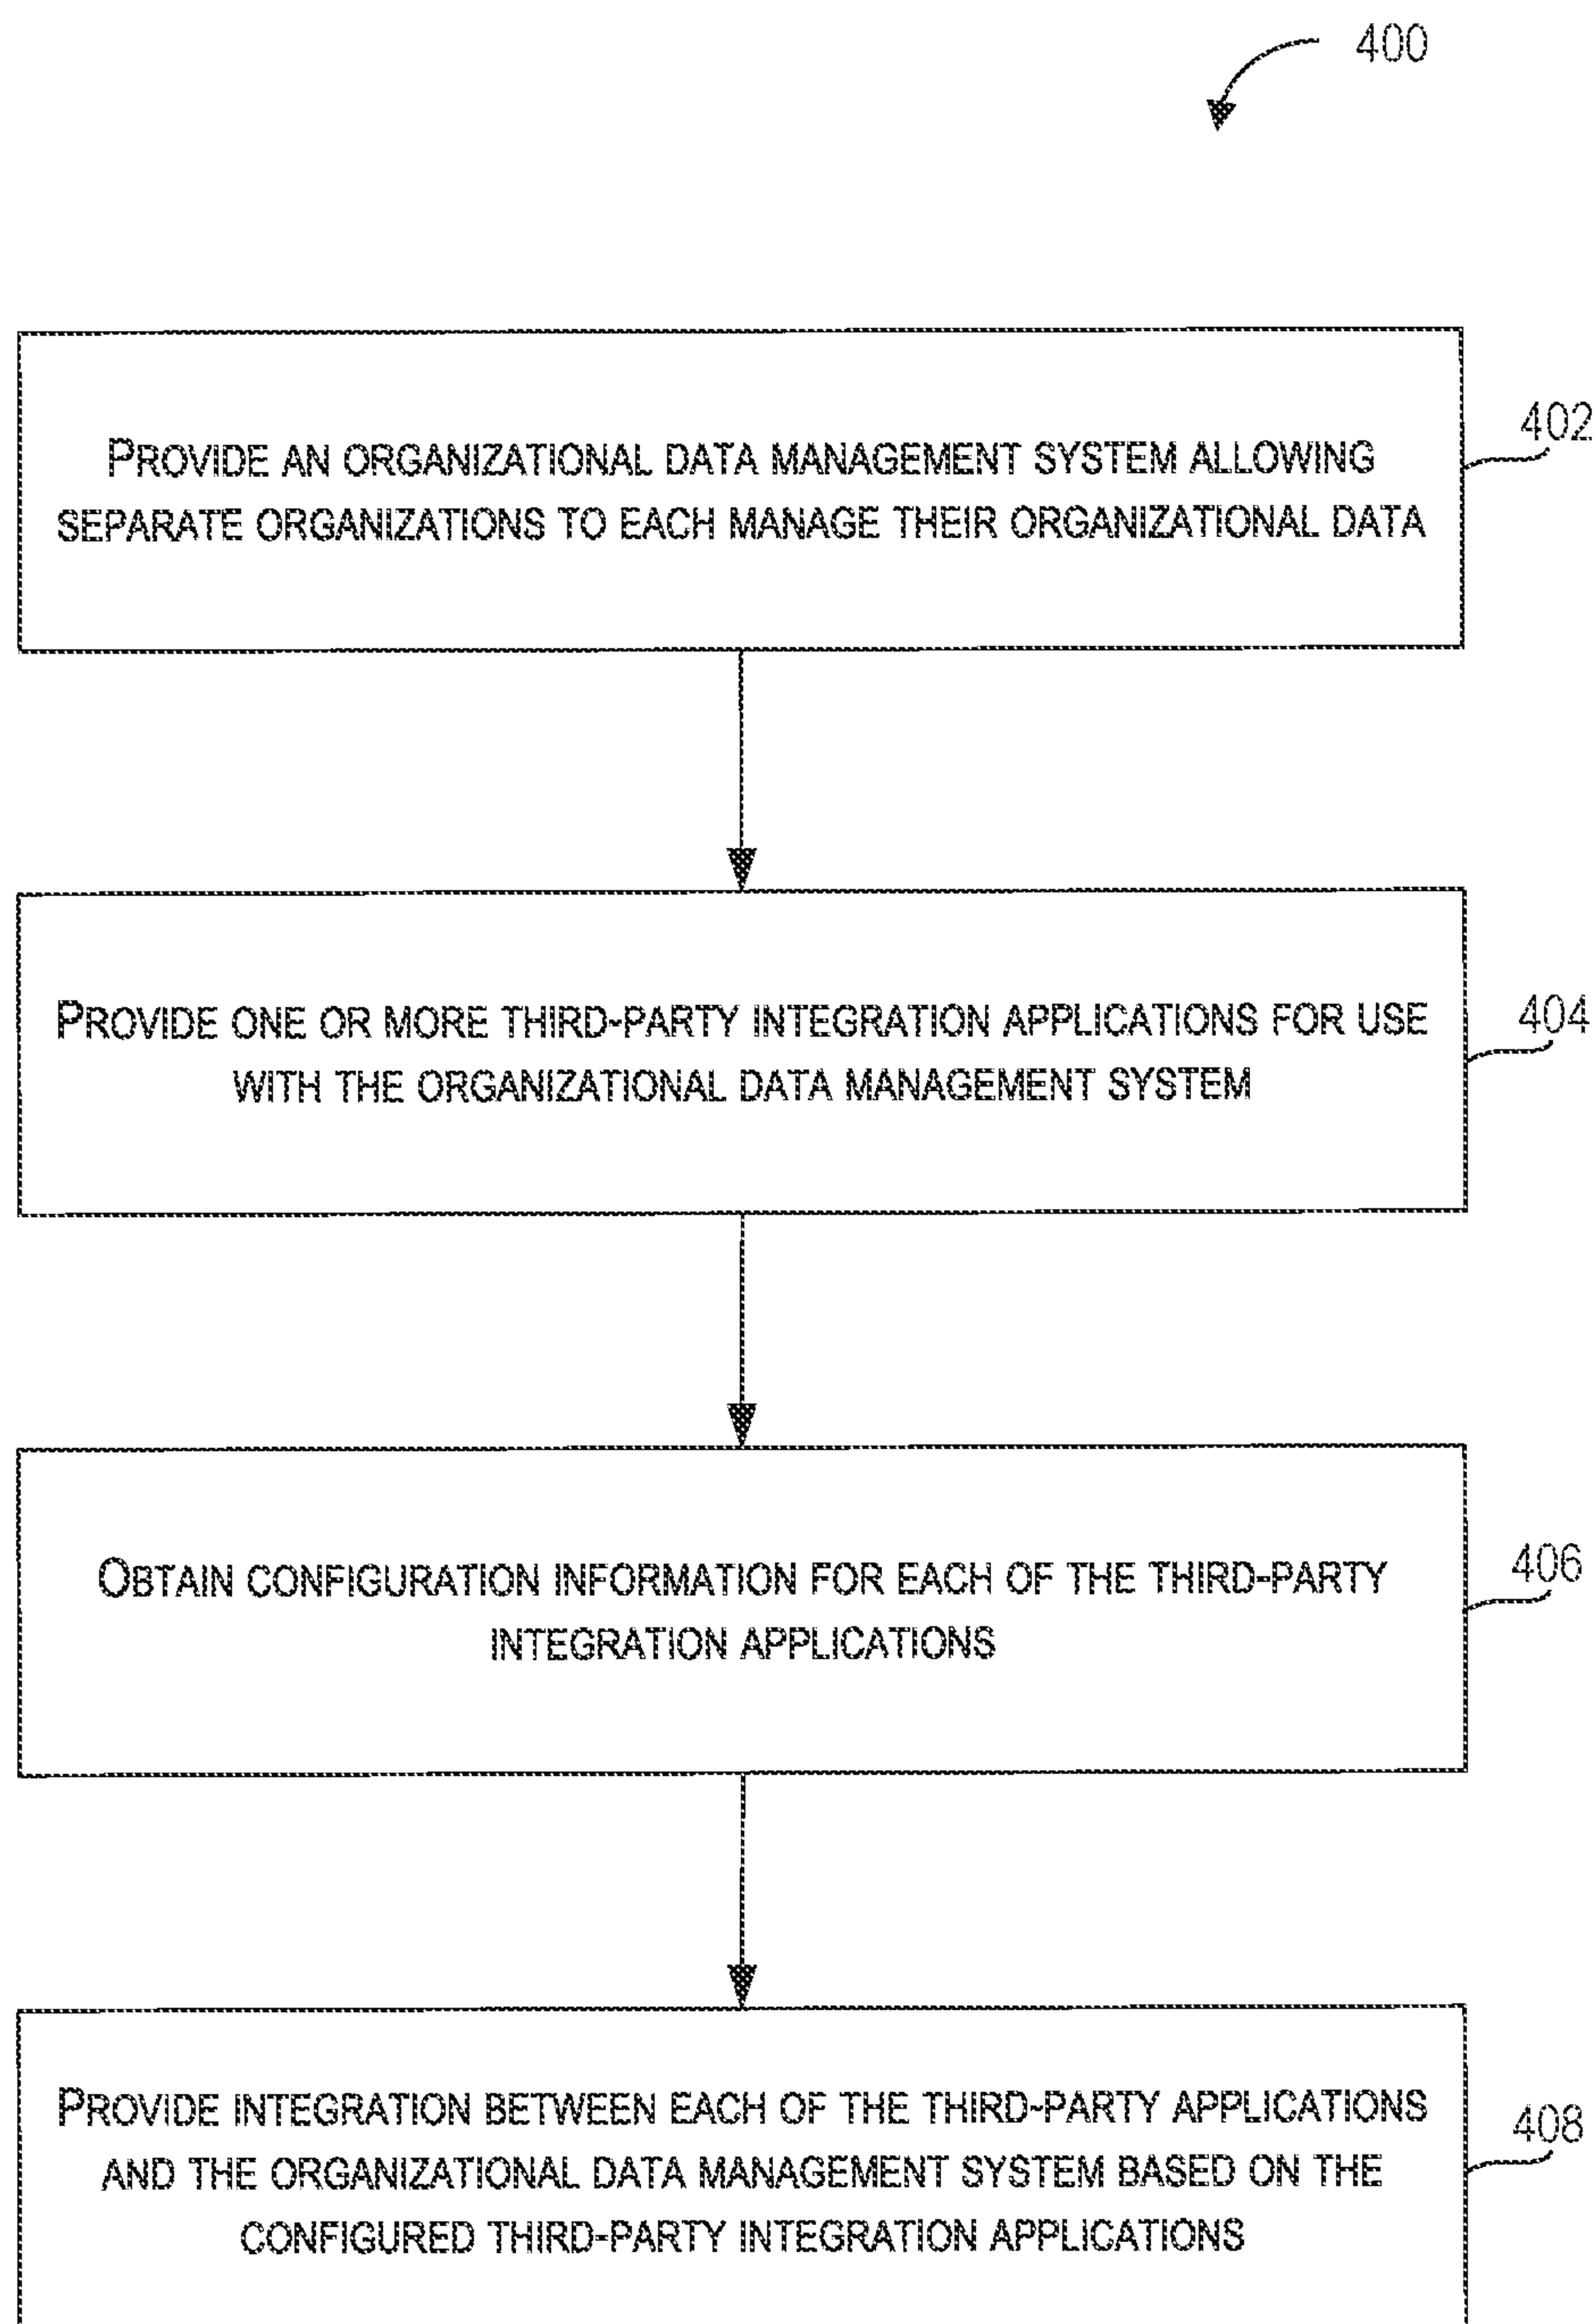 400
PROVIDE AN ORGANIZATIONAL DATA MANAGEMENT SYSTEM ALLOWING
SEPARATE ORGANIZATIONS TO EACH MANAGE THEIR ORGANIZATIONAL DATA
402
PROVIDE ONE OR MORE THIRD-PARTY INTEGRATION APPLICATIONS FOR USE
WITH THE ORGANIZATIONAL DATA MANAGEMENT SYSTEM
404
OBTAIN CONFIGURATION INFORMATION FOR EACH OF THE THIRD-PARTY
INTEGRATION APPLICATIONS
406
PROVIDE INTEGRATION BETWEEN EACH OF THE THIRD-PARTY APPLICATIONS
AND THE ORGANIZATIONAL DATA MANAGEMENT SYSTEM BASED ON THE
CONFIGURED THIRD-PARTY INTEGRATION APPLICATIONS
408